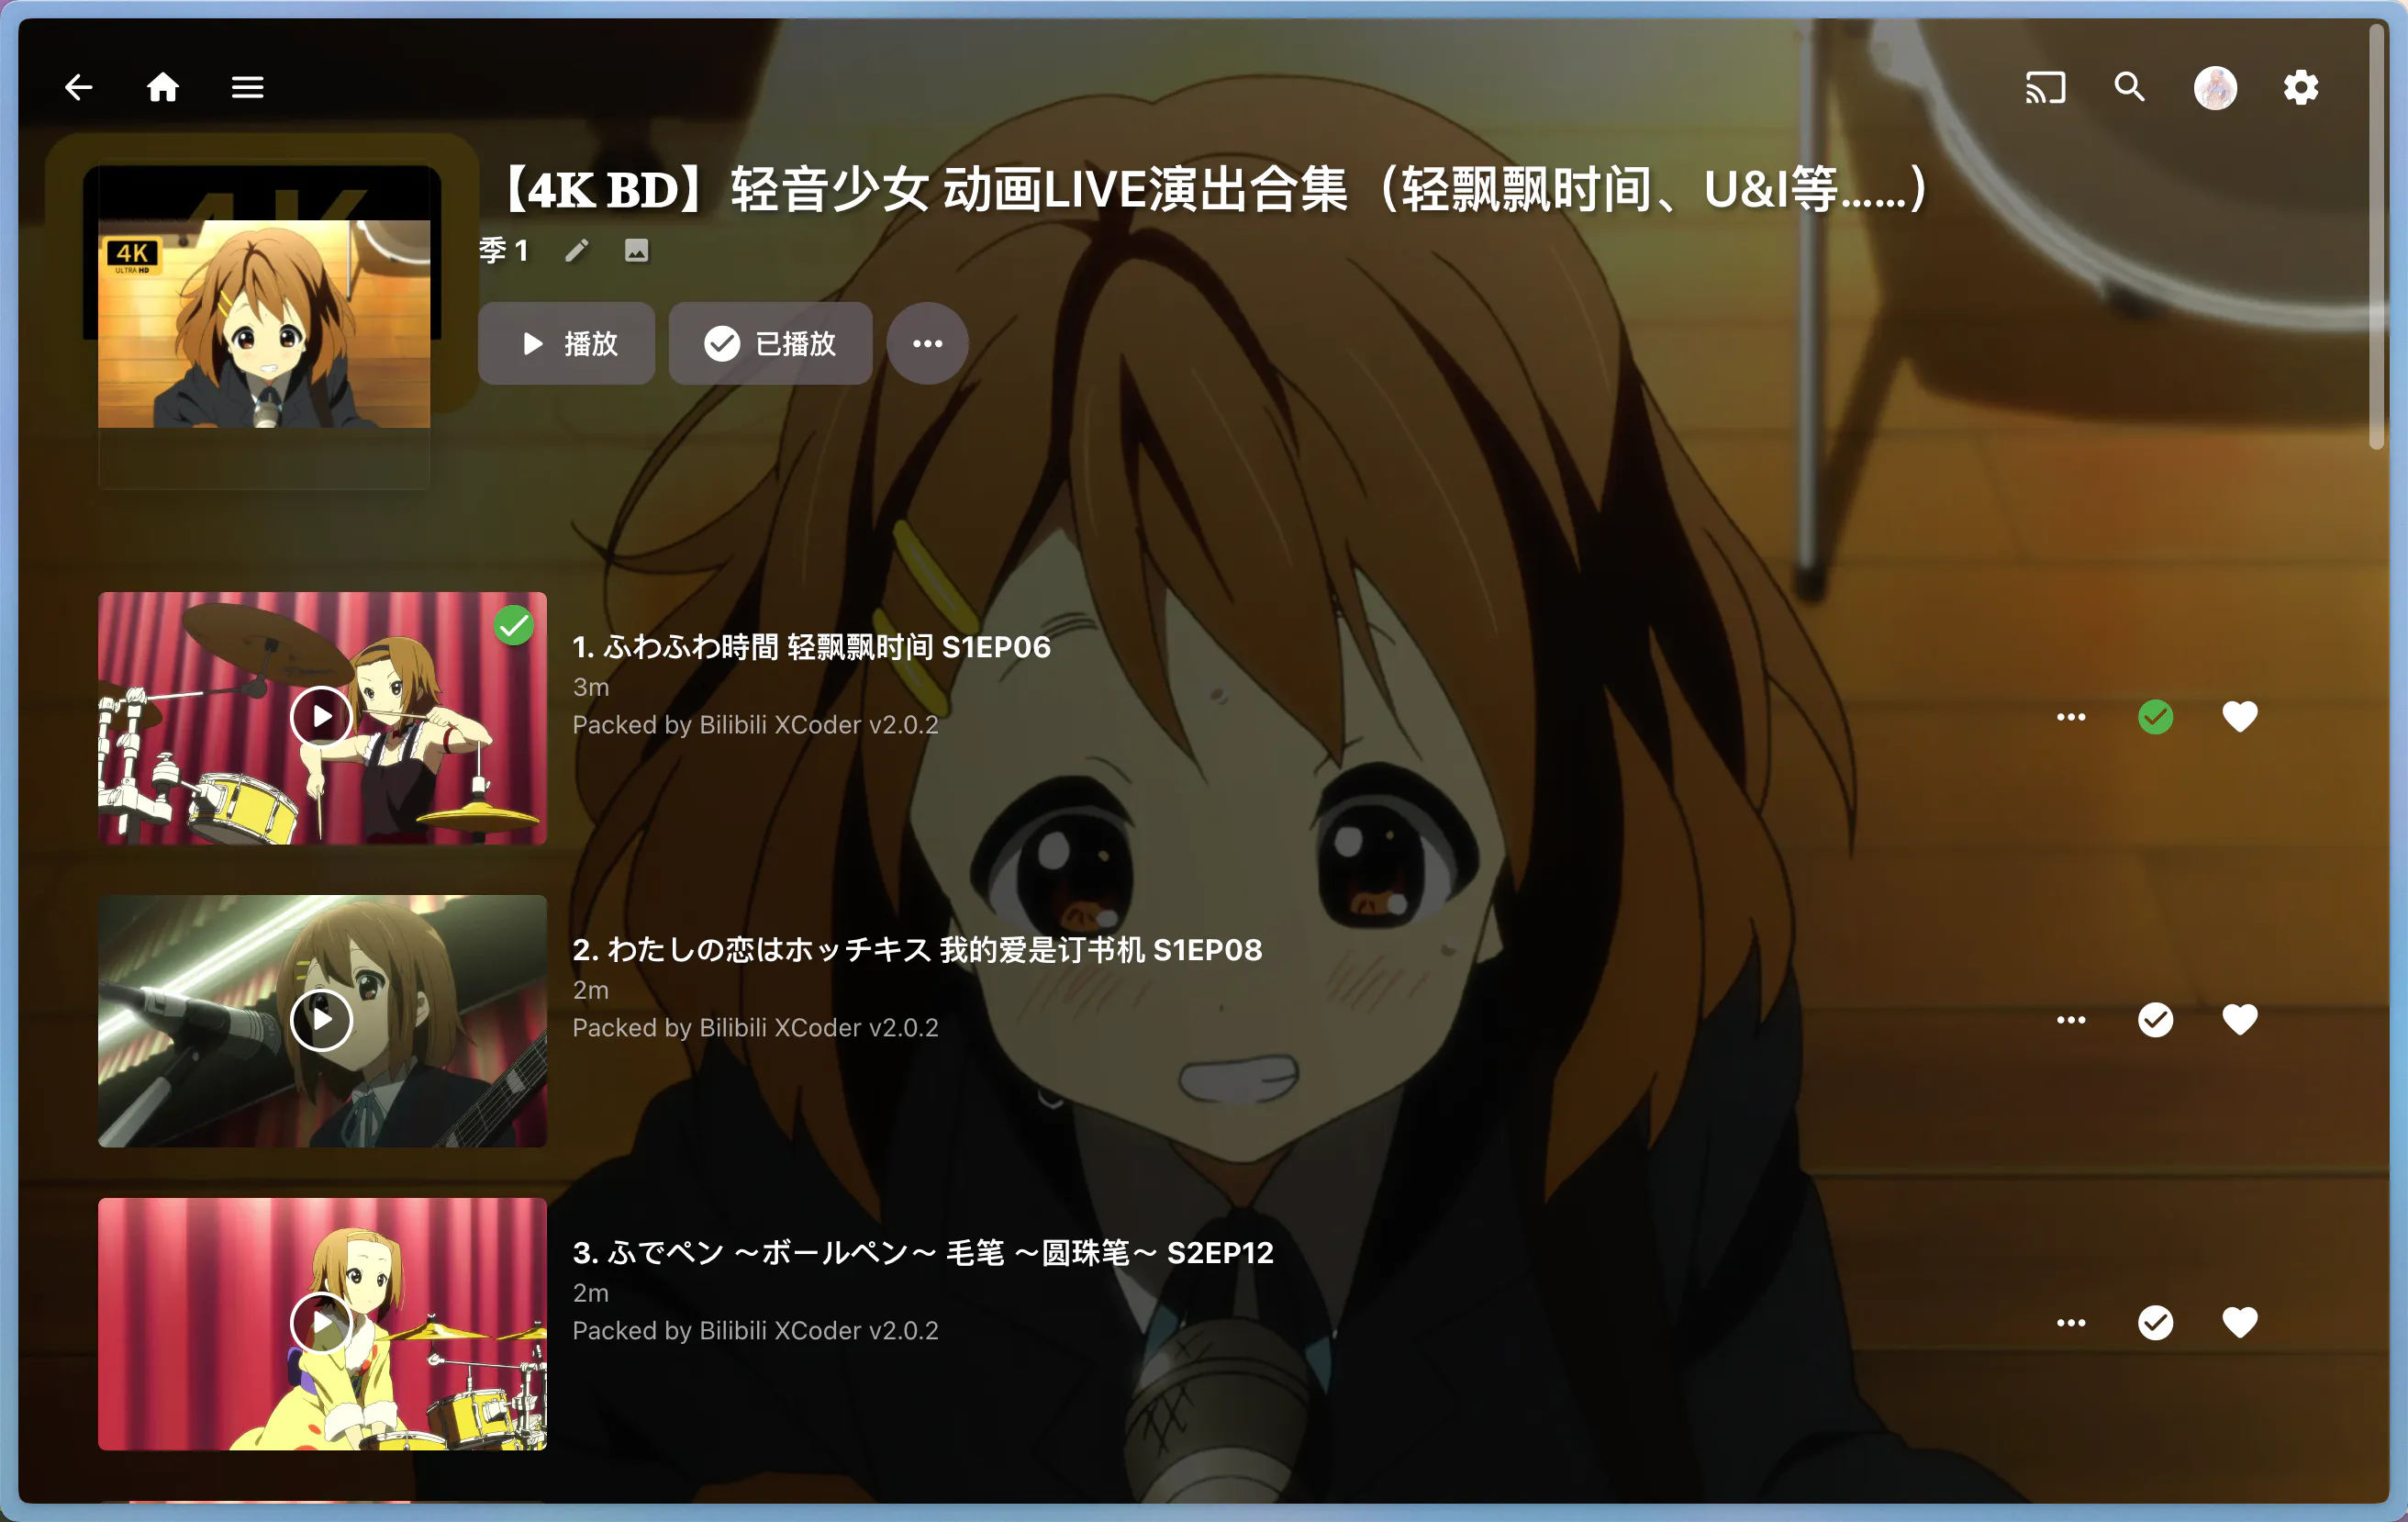 【4K BD】轻音少女 动画LIVE演出合集（轻飘飘时间、U&I等......）
4K
4K
ULTRA HD
季 1
播放
已播放
1. ふわふわ時間 轻飘飘时间 S1EP06
3m
Packed by Bilibili XCoder v2.0.2
2. わたしの恋はホッチキス 我的爱是订书机 S1EP08
2m
Packed by Bilibili XCoder v2.0.2
3. ふでペン ～ボールペン～ 毛笔 ～圆珠笔～ S2EP12
2m
Packed by Bilibili XCoder v2.0.2